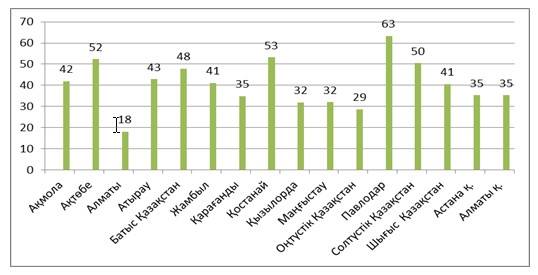 70
60
50
40
30
20
10
0
42
52
18
43
48
41
35
53
32
32
29
63
50
41
35
35
Ақмола
Ақтөбе
Алматы
Атырау
Батыс Қазақстан
Жамбыл
Қарағанды
Қостанай
Қызылорда
Маңғыстау
Оңтүстік Қазақстан
Павлодар
Солтүстік Қазақстан
Шығыс Қазақстан
Астана қ.
Алматы қ.